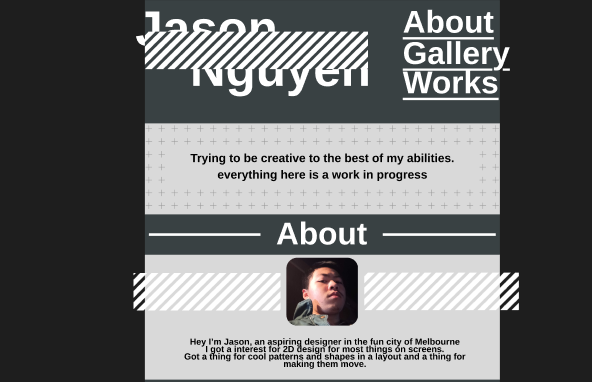 Jason
Nguyen
About
Gallery
Works
Trying to be creative to the best of my abilities.
everything here is a work in progress
About
Hey I'm Jason, an aspiring designer in the fun city of Melbourne
I got a interest for 2D design for most things on screens.
Got a thing for cool patterns and shapes in a layout and a thing for
making them move.